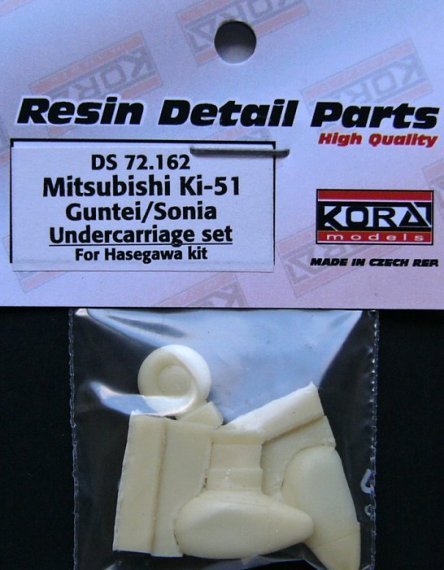 Resin Detail Parts
High Quality
DS 72.162
Mitsubishi Ki-51
Guntei/Sonia
Undercarriage set
For Hasegawa kit
KORA
models
MADE IN CZECH REP.